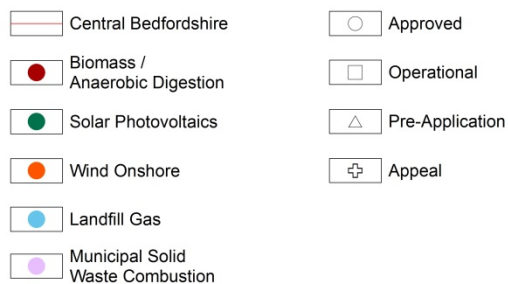 Central Bedfordshire
Biomass /
Anaerobic Digestion
Solar Photovoltaics
Wind Onshore
Landfill Gas
Municipal Solid
Waste Combustion
Approved
Operational
Pre-Application
Appeal